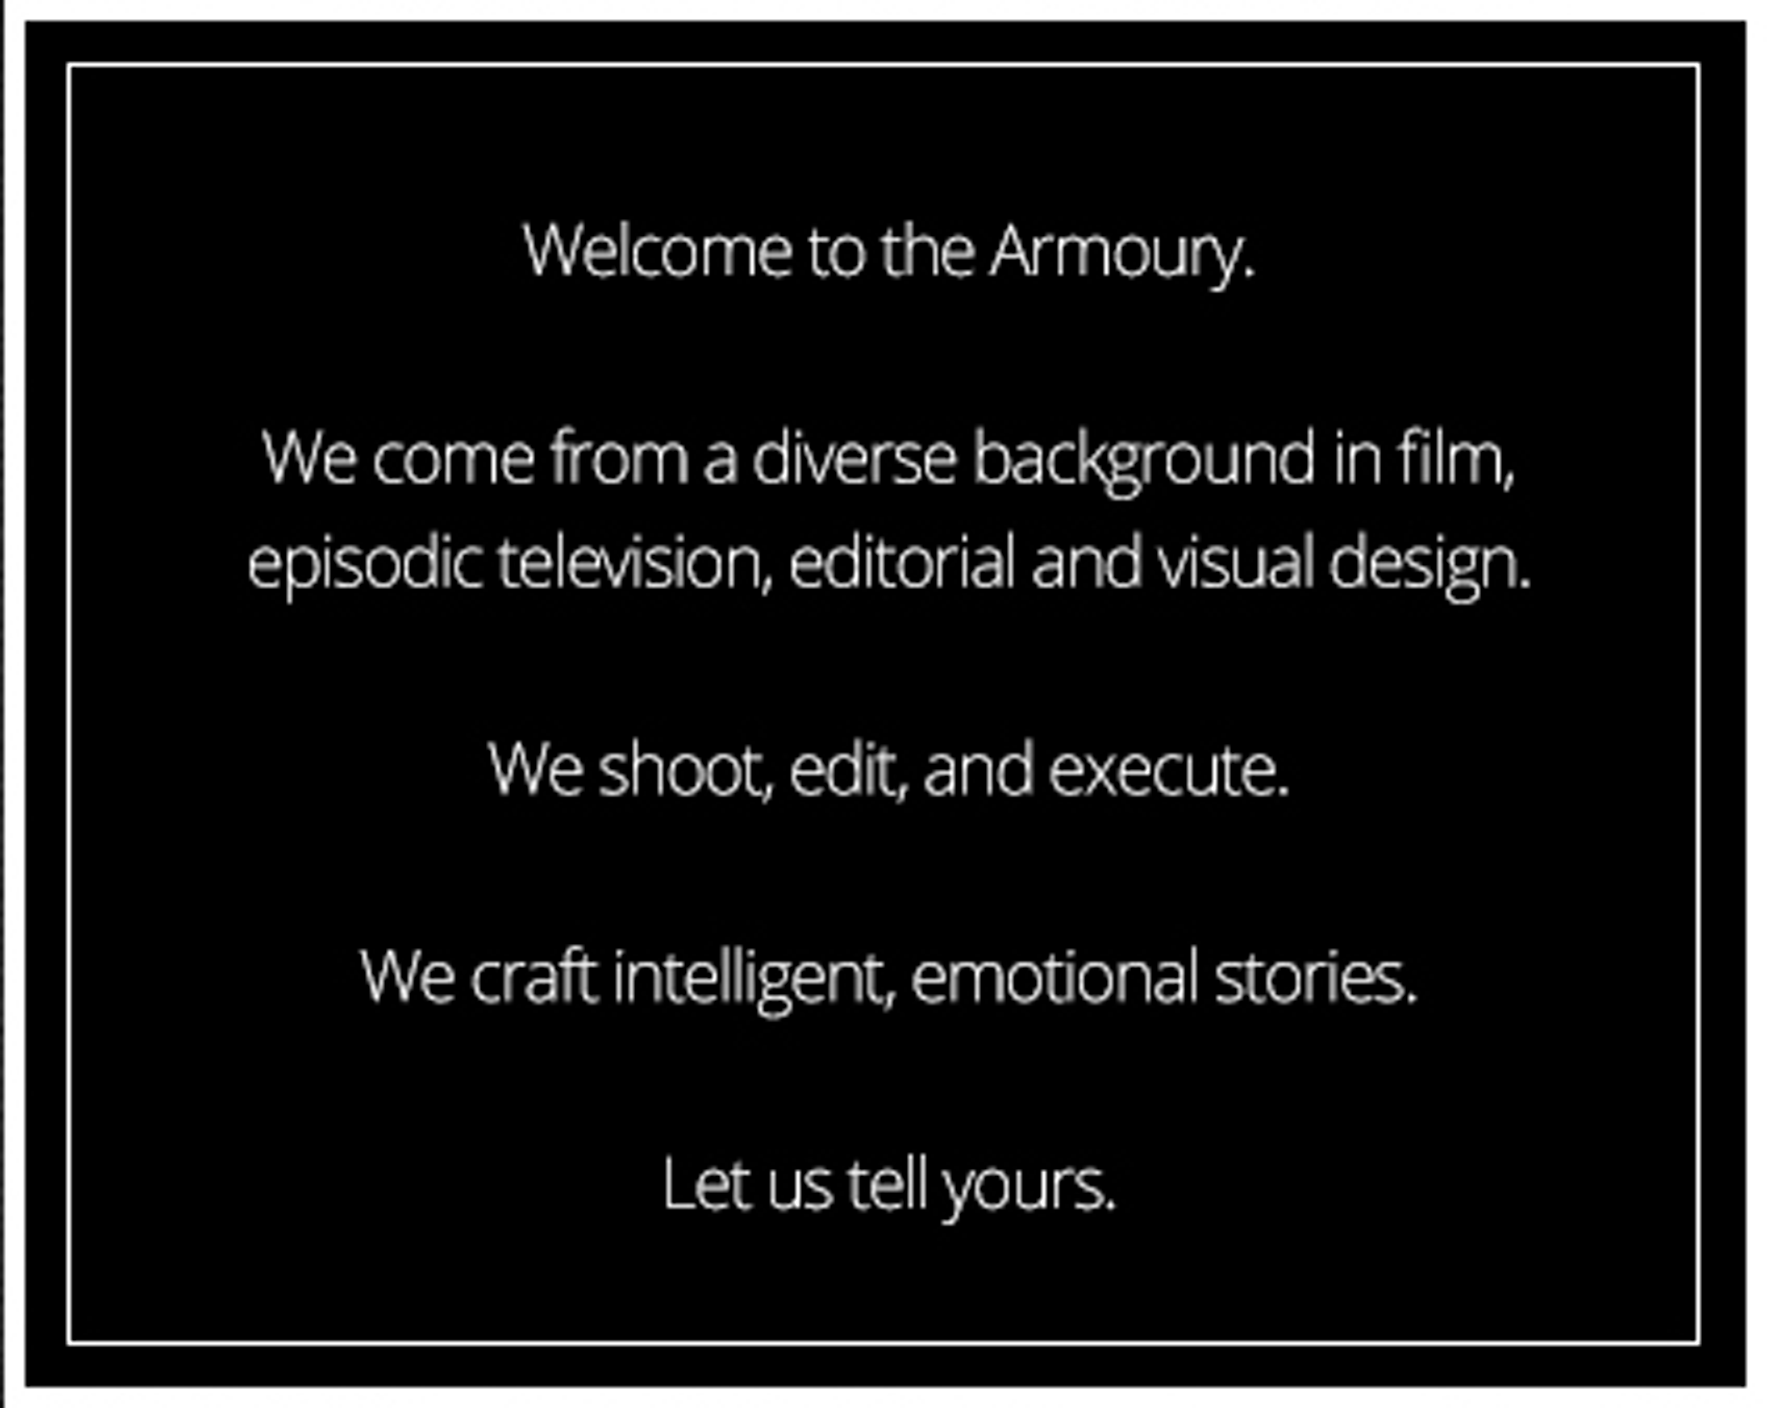 Welcome to the Armoury.
We come from a diverse background in film,
episodic television, editorial and visual design.
We shoot, edit, and execute.
We craft intelligent, emotional stories.
Let us tell yours.